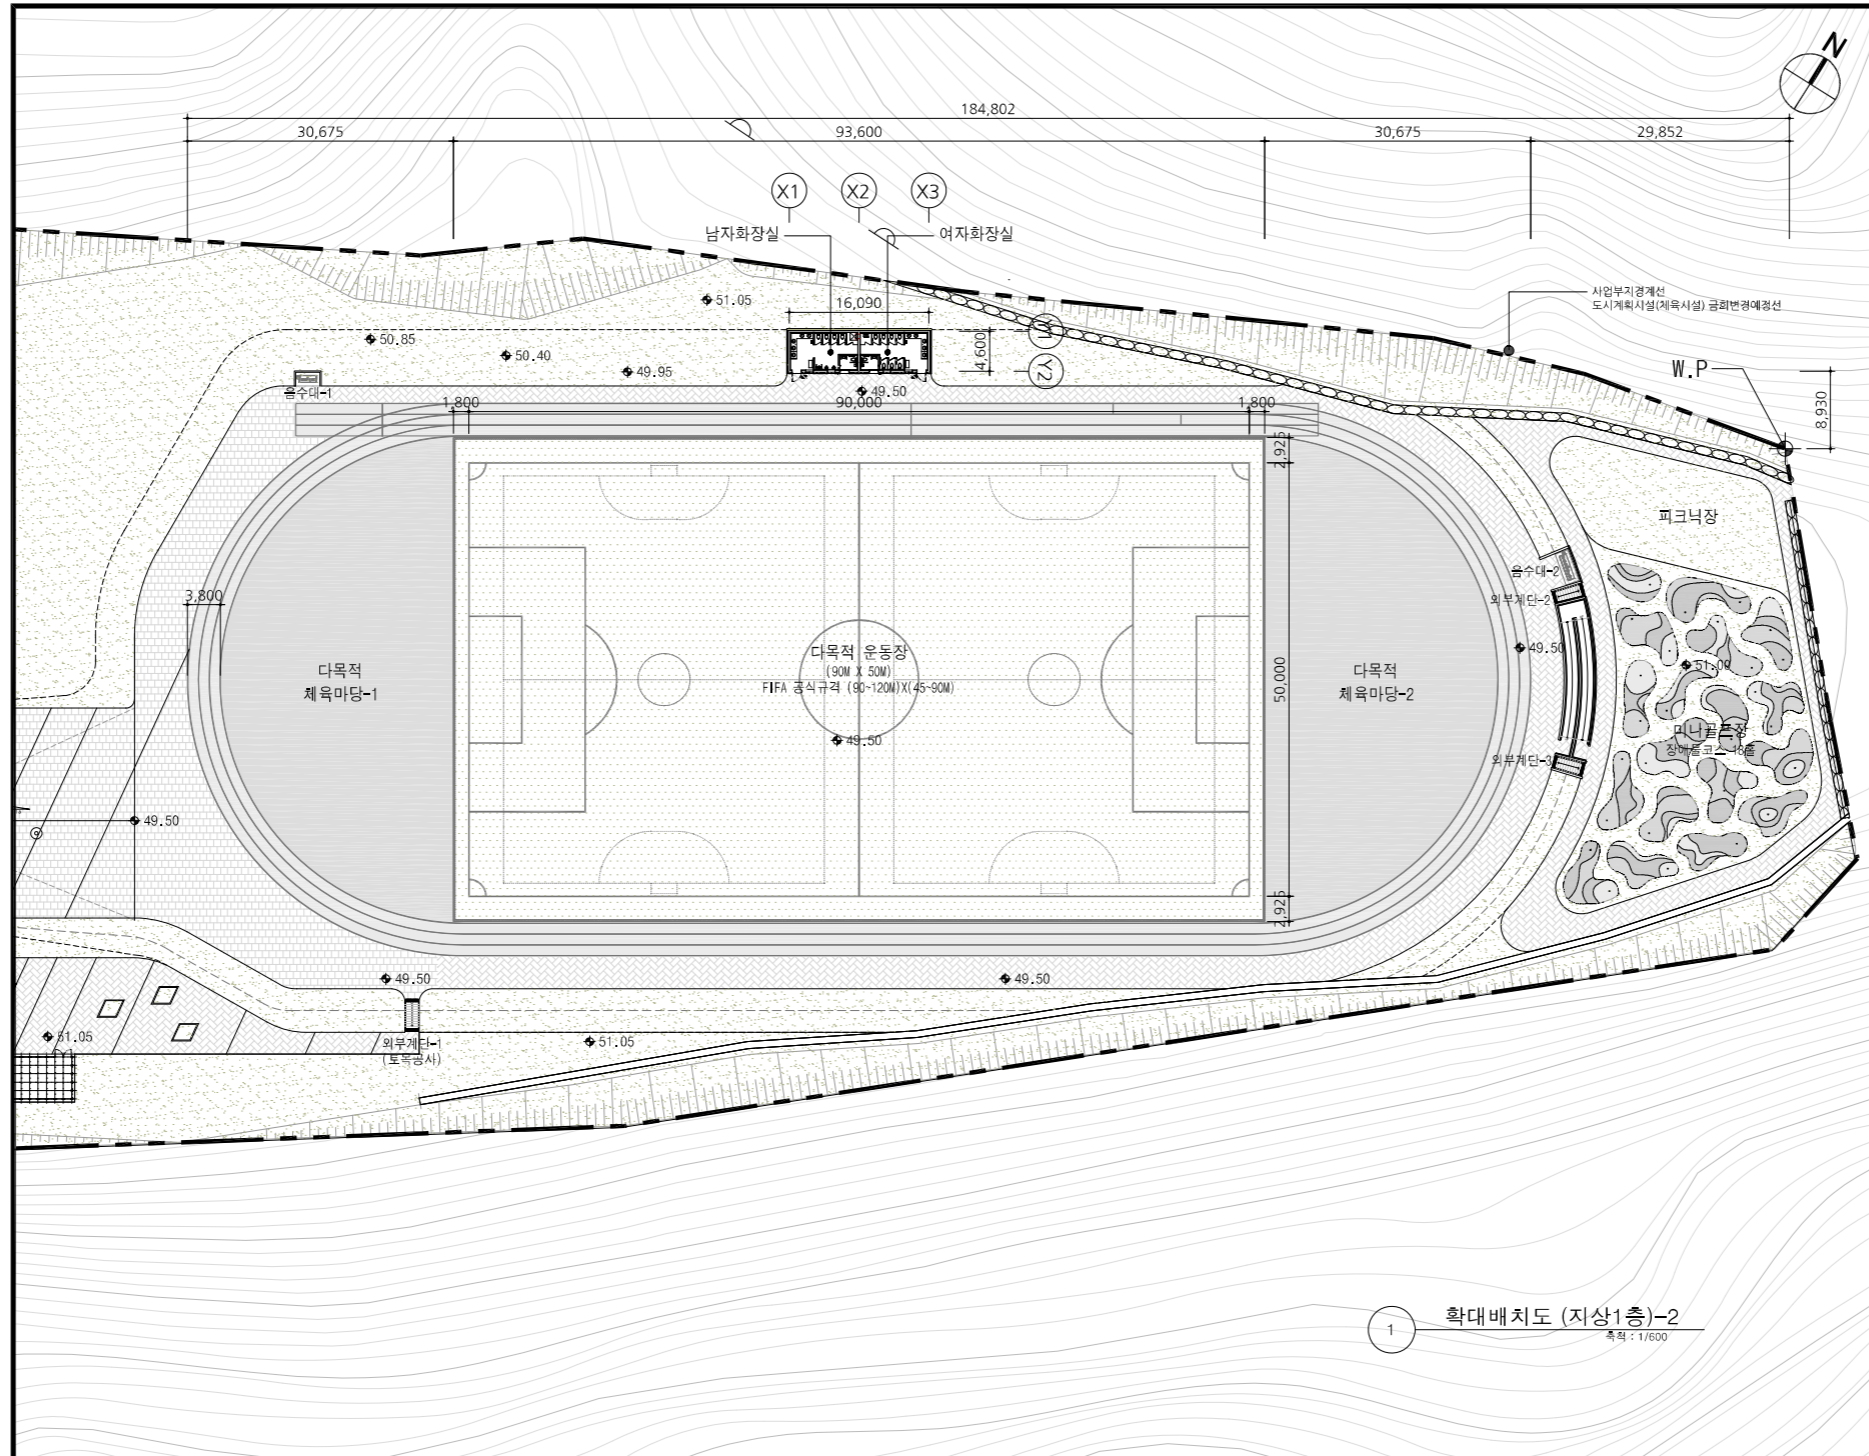 N
184,802
30,675
93,600
30,675
29,852
X1
X2
X3
남자화장실
여자화장실
사업부지경계선
도시계획시설(체육시설) 금회변경예정선
51.05
16,090
50.85
Y1
50.40
4,600
49.95
Y2
W.P
음수대-1
49.50
8,930
1,800
90,000
1,800
2,925
피크닉장
음수대-2
3,800
외부계단-2
다목적 운동장
(90M X 50M)
FIFA 공식규격 (90~120M)X(45~90M)
49.50
51.00
다목적
체육마당-1
50,000
다목적
체육마당-2
49.50
미니골프장
장애물코스 18홀
외부계단-3
49.50
2,925
49.50
49.50
51.05
외부계단-1
(토목공사)
51.05
1
확대배치도 (지상1층)-2
축척 : 1/600